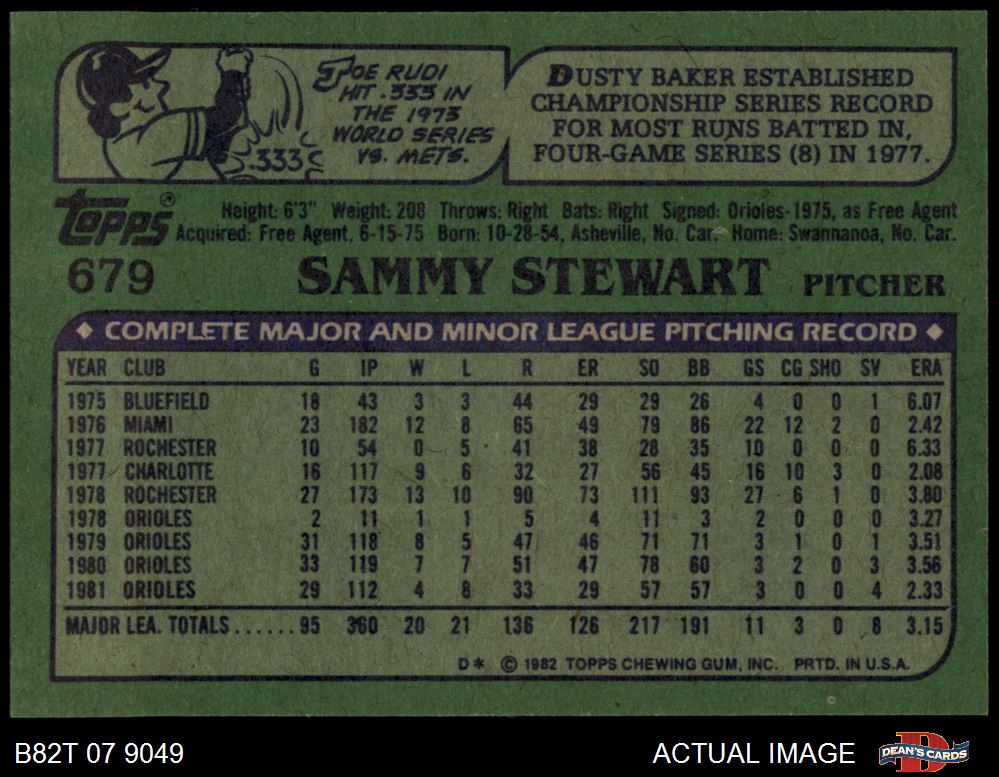 JOE RUDI
HIT .333 IN
THE 1973
WORLD SERIES
VS. METS.
.333
DUSTY BAKER ESTABLISHED
CHAMPIONSHIP SERIES RECORD
FOR MOST RUNS BATTED IN,
FOUR-GAME SERIES (8) IN 1977.
Topps®
Height: 6'3" Weight: 208 Throws: Right Bats: Right Signed: Orioles-1975, as Free Agent
Acquired: Free Agent, 6-15-75 Born: 10-28-54, Asheville, No. Car. Home: Swannanoa, No. Car.
679 SAMMY STEWART PITCHER
◆ COMPLETE MAJOR AND MINOR LEAGUE PITCHING RECORD ◆
YEAR CLUB G IP W L R ER SO BB GS CG SHO SV ERA
1975 BLUEFIELD 18 43 3 3 44 29 29 26 4 0 0 1 6.07
1976 MIAMI 23 182 12 8 65 49 79 86 22 12 2 0 2.42
1977 ROCHESTER 10 54 0 5 41 38 28 35 10 0 0 0 6.33
1977 CHARLOTTE 16 117 9 6 32 27 56 45 16 10 3 0 2.08
1978 ROCHESTER 27 173 13 10 90 73 111 93 27 6 1 0 3.80
1978 ORIOLES 2 11 1 1 5 4 11 3 2 0 0 0 3.27
1979 ORIOLES 31 118 8 5 47 46 71 71 3 1 0 1 3.51
1980 ORIOLES 33 119 7 7 51 47 78 60 3 2 0 3 3.56
1981 ORIOLES 29 112 4 8 33 29 57 57 3 0 0 4 2.33
MAJOR LEA. TOTALS......95 360 20 21 136 126 217 191 11 3 0 8 3.15
D* © 1982 TOPPS CHEWING GUM, INC. PRTD. IN U.S.A.
B82T 07 9049 ACTUAL IMAGE D DEAN'S CARDS